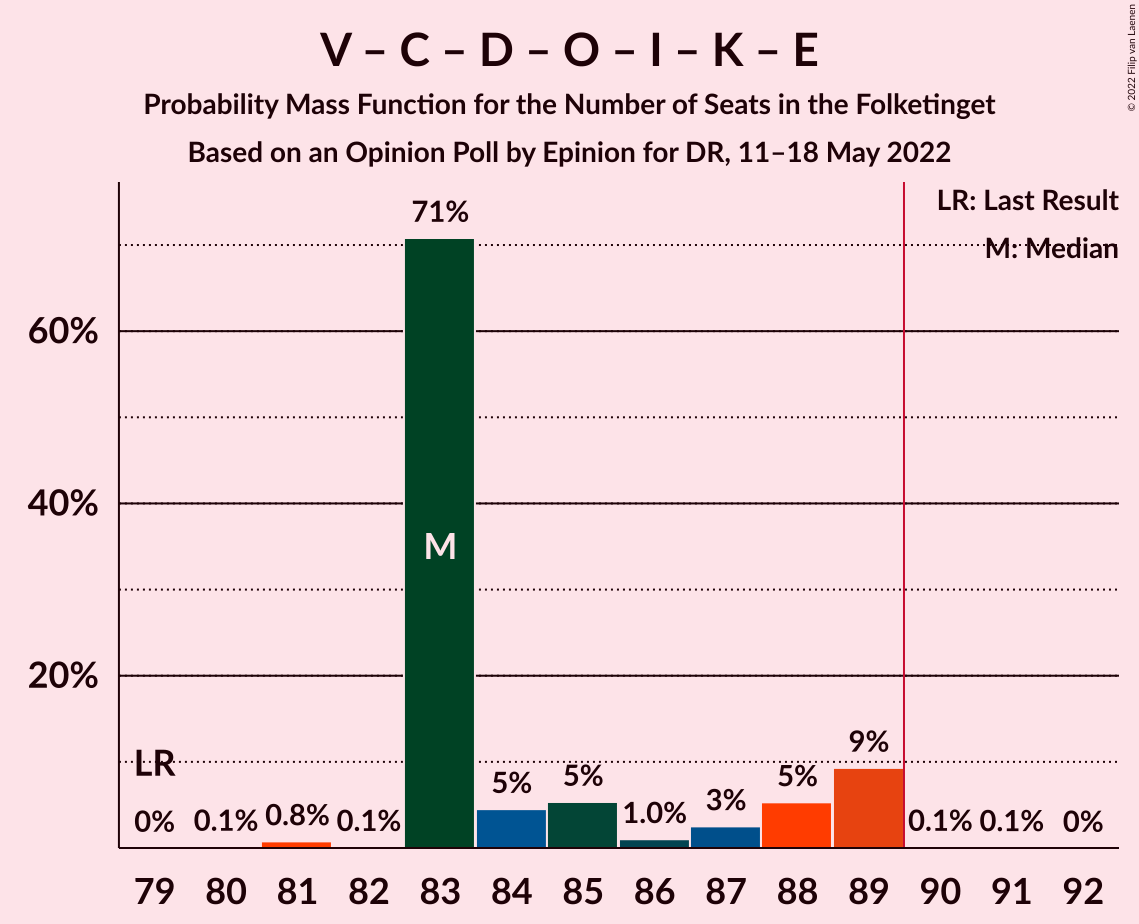 V – C – D – O – I – K – E
Probability Mass Function for the Number of Seats in the Folketinget
Based on an Opinion Poll by Epinion for DR, 11–18 May 2022
© 2022 Filip van Laenen
LR: Last Result
M: Median
71%
60%
40%
M
20%
LR
0%
0.1%
0.8%
0.1%
5%
5%
1.0%
3%
5%
9%
0.1%
0.1%
0%
79 80 81 82 83 84 85 86 87 88 89 90 91 92